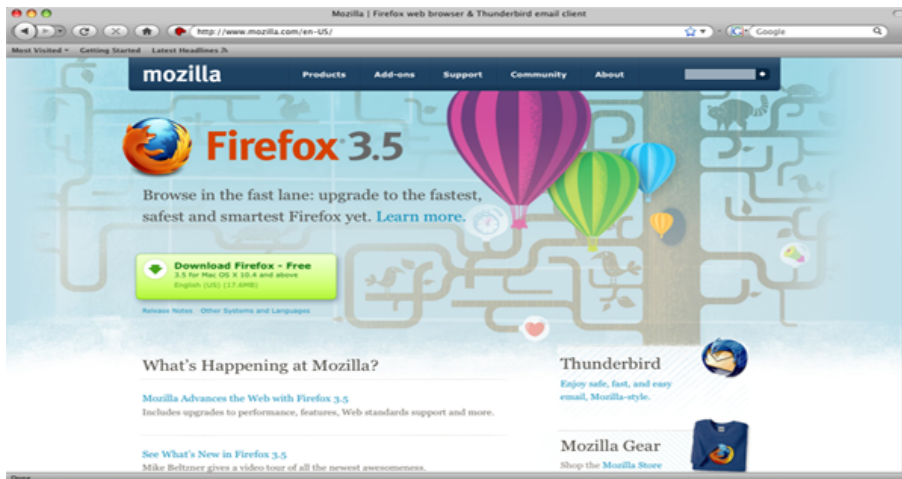 Mozilla | Firefox web browser & Thunderbird email client
http://www.mozilla.com/en-US/
Google
Most Visited Getting Started Latest Headlines
mozilla Products Add-ons Support Community About
Firefox 3.5
Browse in the fast lane: upgrade to the fastest,
safest and smartest Firefox yet. Learn more.
Download Firefox - Free
3.5 for Mac OS X 10.4 and above
English (US) (17.6MB)
Release Notes Other Systems and Languages
What's Happening at Mozilla?
Mozilla Advances the Web with Firefox 3.5
Includes upgrades to performance, features, Web standards support and more.
See What's New in Firefox 3.5
Mike Beltzner gives a video tour of all the newest awesomeness.
Thunderbird
Enjoy safe, fast, and easy
email, Mozilla-style.
Mozilla Gear
Shop the Mozilla Store
Done